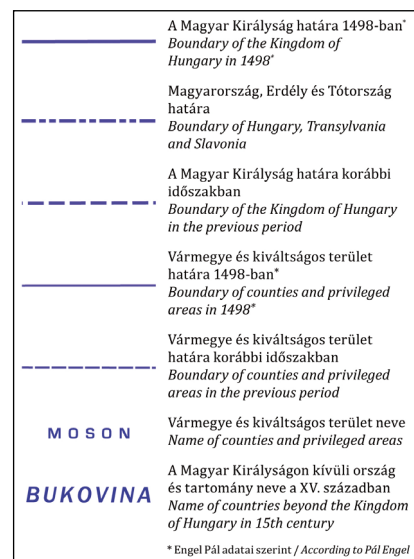 A Magyar Királyság határa 1498-ban*
Boundary of the Kingdom of
Hungary in 1498*
Magyarország, Erdély és Tótország
határa
Boundary of Hungary, Transylvania
and Slavonia
A Magyar Királyság határa korábbi
időszakban
Boundary of the Kingdom of Hungary
in the previous period
Vármegye és kiváltságos terület
határa 1498-ban*
Boundary of counties and privileged
areas in 1498*
Vármegye és kiváltságos terület
határa korábbi időszakban
Boundary of counties and privileged
areas in the previous period
MOSON
Vármegye és kiváltságos terület neve
Name of counties and privileged areas
BUKOVINA
A Magyar Királyságon kívüli ország
és tartomány neve a XV. században
Name of countries beyond the Kingdom
of Hungary in 15th century
* Engel Pál adatai szerint / According to Pál Engel